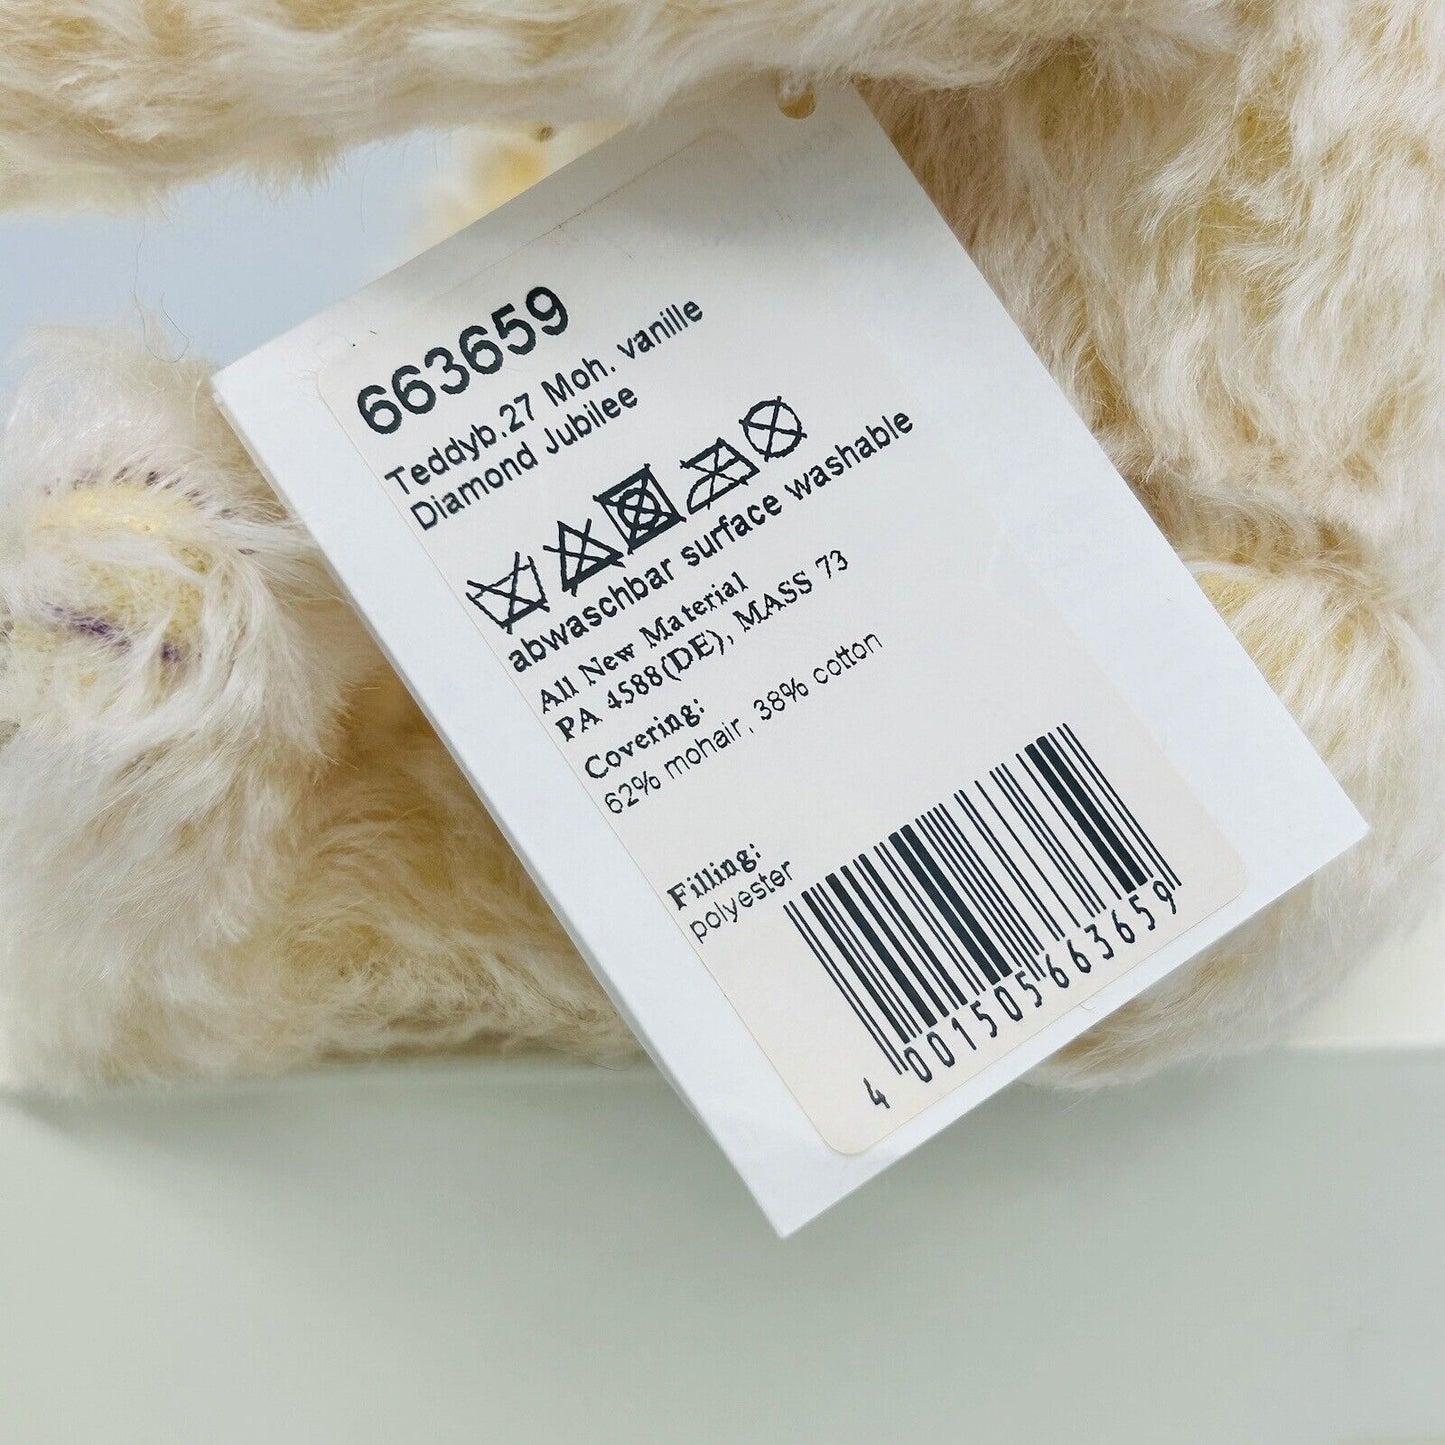 663659
Teddyb.27 Moh. vanille
Diamond Jubilee
abwaschbar surface washable
All New Material
PA 4588(DE), MASS 73
Covering:
62% mohair, 38% cotton
Filling:
polyester
4 001505 663659